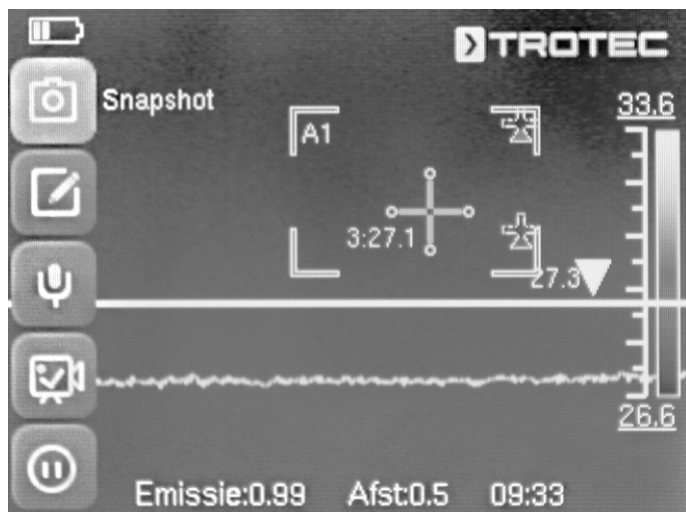 TROTEC
Snapshot
33.6
A1
3:27.1
27.3
26.6
Emissie:0.99 Afst:0.5 09:33